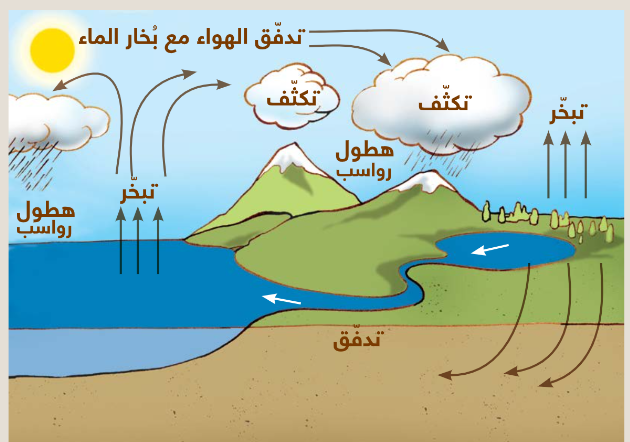 تدفّق الهواء مع بُخار الماء
تكثّف
تكثّف
تبخّر
هطول
رواسب
تبخّر
هطول
رواسب
تدفّق